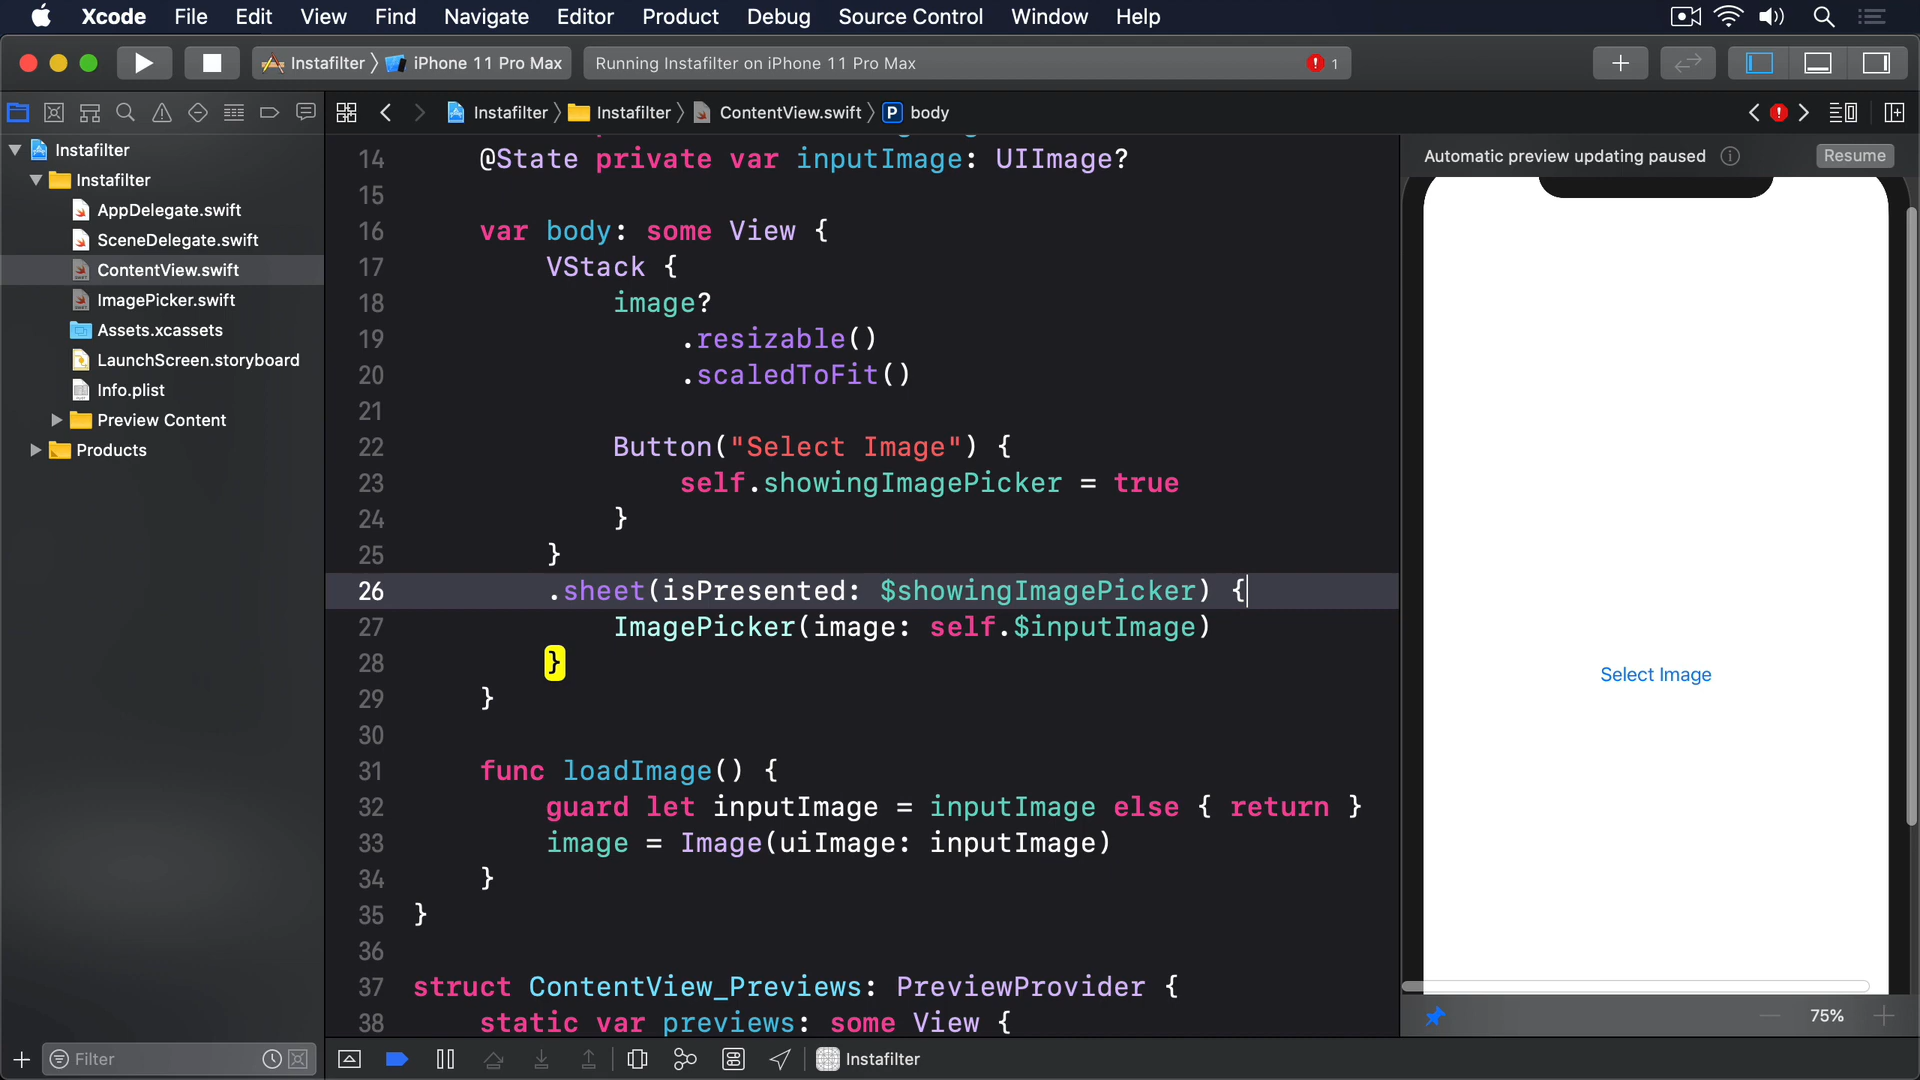 Xcode File Edit View Find Navigate Editor Product Debug Source Control Window Help
Instafilter iPhone 11 Pro Max Running Instafilter on iPhone 11 Pro Max 1
Instafilter Instafilter ContentView.swift P body
Instafilter
Instafilter
AppDelegate.swift
SceneDelegate.swift
ContentView.swift
ImagePicker.swift
Assets.xcassets
LaunchScreen.storyboard
Info.plist
Preview Content
Products
14 @State private var inputImage: UIImage?
15
16 var body: some View {
17 VStack {
18 image?
19 .resizable()
20 .scaledToFit()
21
22 Button("Select Image") {
23 self.showingImagePicker = true
24 }
25 }
26 .sheet(isPresented: $showingImagePicker) {
27 ImagePicker(image: self.$inputImage)
28 }
29 }
30
31 func loadImage() {
32 guard let inputImage = inputImage else { return }
33 image = Image(uiImage: inputImage)
34 }
35 }
36
37 struct ContentView_Previews: PreviewProvider {
38 static var previews: some View {
Automatic preview updating paused Resume
Select Image
75%
Filter
Instafilter